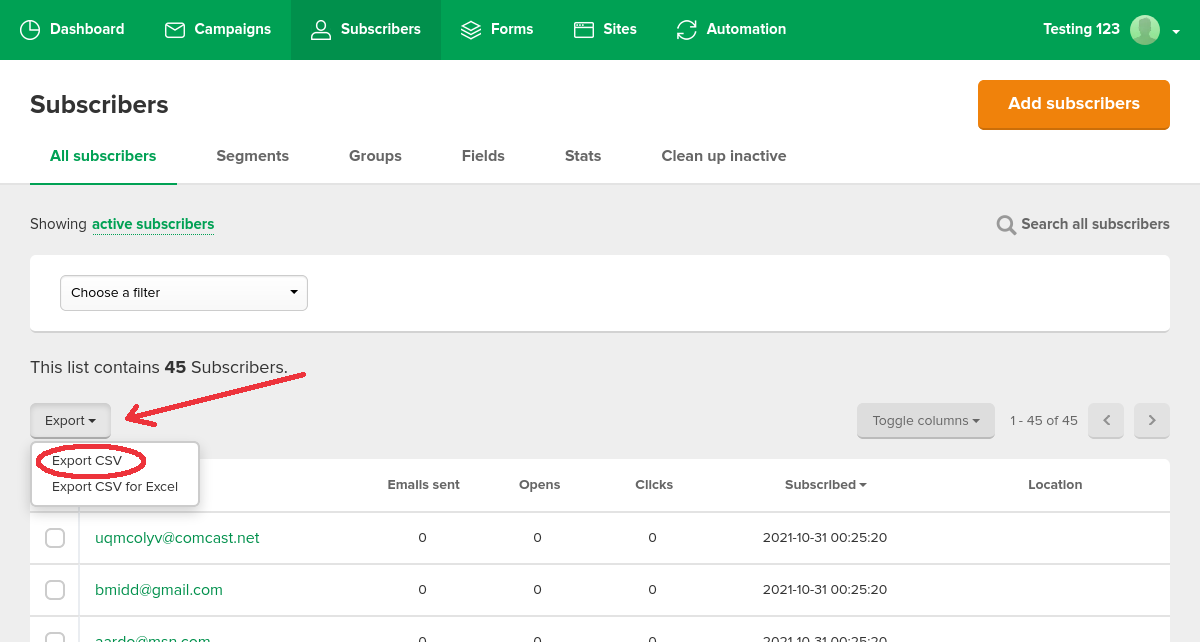 Dashboard Campaigns Subscribers Forms Sites Automation Testing 123
Subscribers
Add subscribers
All subscribers Segments Groups Fields Stats Clean up inactive
Showing active subscribers Search all subscribers
Choose a filter
This list contains 45 Subscribers.
Export Toggle columns 1 - 45 of 45
Export CSV
Export CSV for Excel
Emails sent Opens Clicks Subscribed Location
uqmcolyv@comcast.net 0 0 0 2021-10-31 00:25:20
bmidd@gmail.com 0 0 0 2021-10-31 00:25:20
aardo@msn.com 0 0 0 2021-10-31 00:25:20